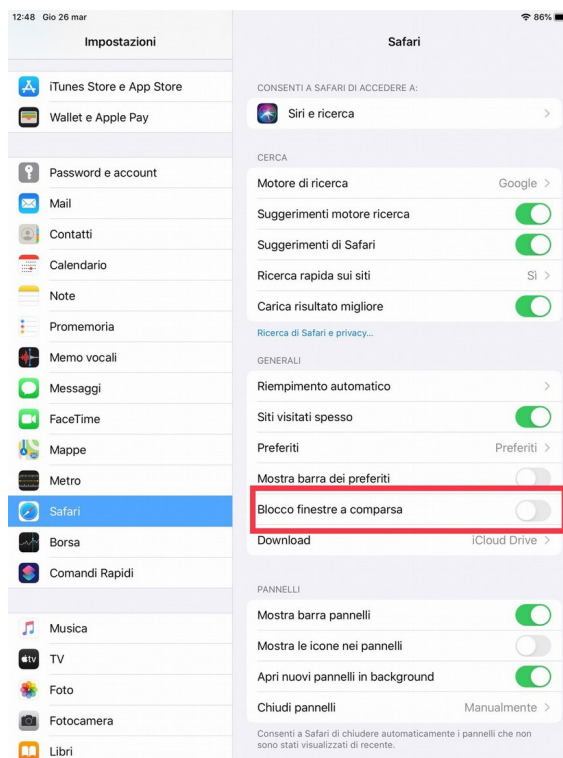 12:48 Gio 26 mar
86%
Impostazioni
iTunes Store e App Store
Wallet e Apple Pay
Password e account
Mail
Contatti
Calendario
Note
Promemoria
Memo vocali
Messaggi
FaceTime
Mappe
Metro
Safari
Borsa
Comandi Rapidi
Musica
tv TV
Foto
Fotocamera
Libri
Safari
CONSENTI A SAFARI DI ACCEDERE A:
Siri e ricerca
CERCA
Motore di ricerca Google
Suggerimenti motore ricerca
Suggerimenti di Safari
Ricerca rapida sui siti Sì
Carica risultato migliore
Ricerca di Safari e privacy...
GENERALI
Riempimento automatico
Siti visitati spesso
Preferiti Preferiti
Mostra barra dei preferiti
Blocco finestre a comparsa
Download iCloud Drive
PANNELLI
Mostra barra pannelli
Mostra le icone nei pannelli
Apri nuovi pannelli in background
Chiudi pannelli Manualmente
Consenti a Safari di chiudere automaticamente i pannelli che non
sono stati visualizzati di recente.